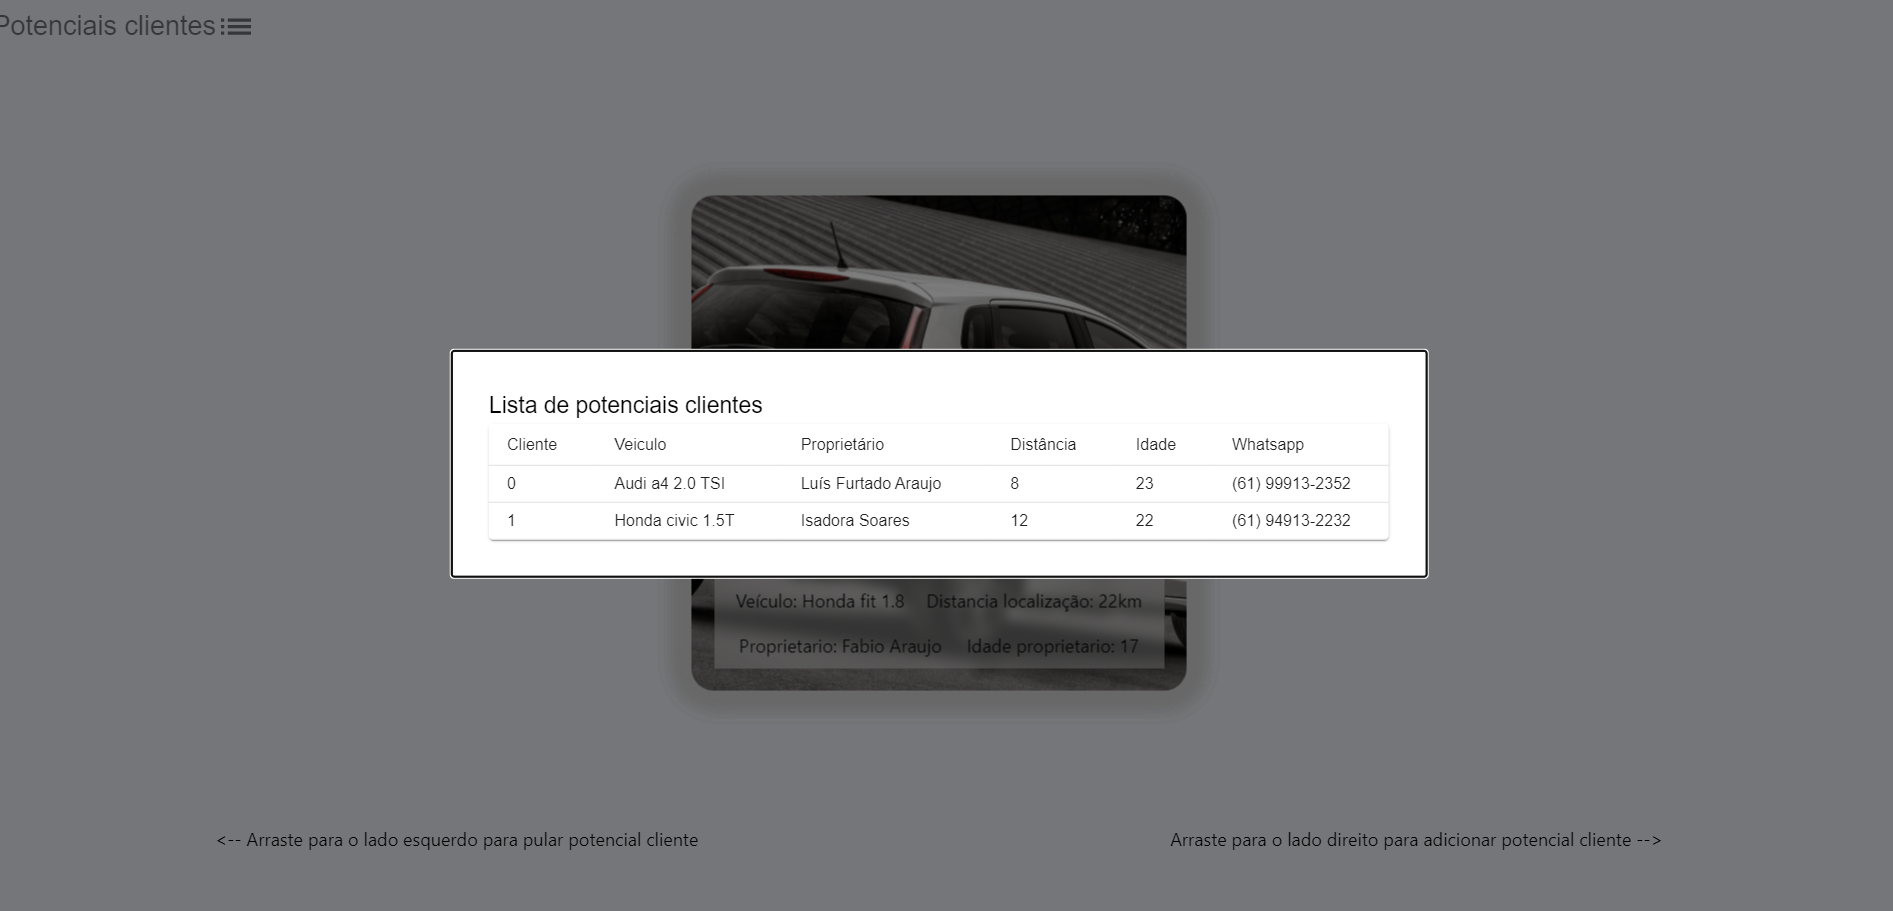 Potenciais clientes
Lista de potenciais clientes
Cliente Veiculo Proprietário Distância Idade Whatsapp
0 Audi a4 2.0 TSI Luís Furtado Araujo 8 23 (61) 99913-2352
1 Honda civic 1.5T Isadora Soares 12 22 (61) 94913-2232
Veículo: Honda fit 1.8 Distancia localização: 22km
Proprietario: Fabio Araujo Idade proprietario: 17
<-- Arraste para o lado esquerdo para pular potencial cliente
Arraste para o lado direito para adicionar potencial cliente -->